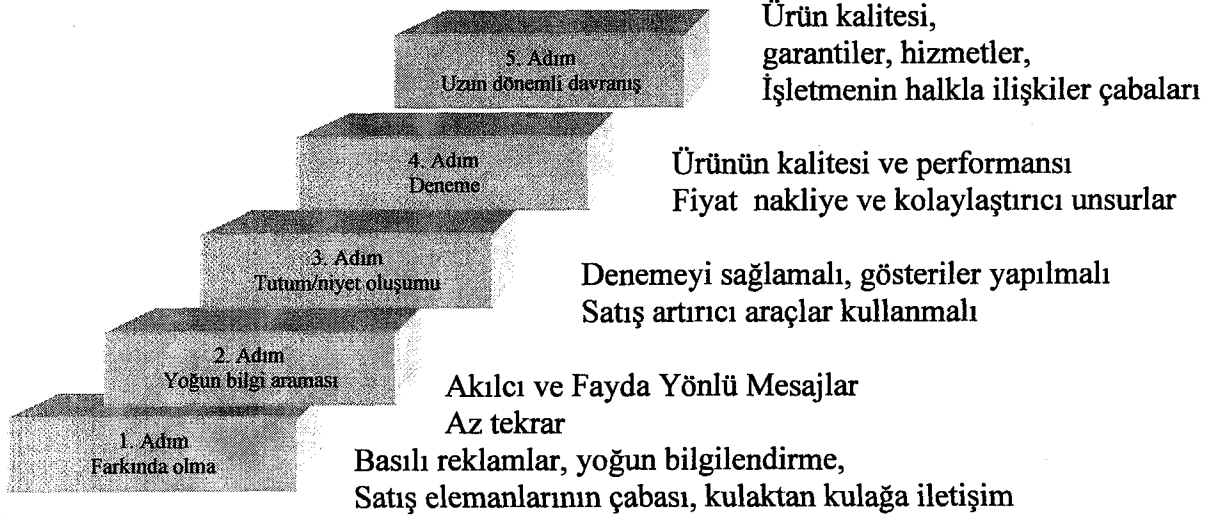 Ürün kalitesi,
garantiler, hizmetler,
İşletmenin halkla ilişkiler çabaları
5. Adım
Uzun dönemli davranış
4. Adım
Deneme
Ürünün kalitesi ve performansı
Fiyat nakliye ve kolaylaştırıcı unsurlar
3. Adım
Tutum/niyet oluşumu
Denemeyi sağlamalı, gösteriler yapılmalı
Satış artırıcı araçlar kullanmalı
2. Adım
Yoğun bilgi araması
Akılcı ve Fayda Yönlü Mesajlar
Az tekrar
1. Adım
Farkında olma
Basılı reklamlar, yoğun bilgilendirme,
Satış elemanlarının çabası, kulaktan kulağa iletişim